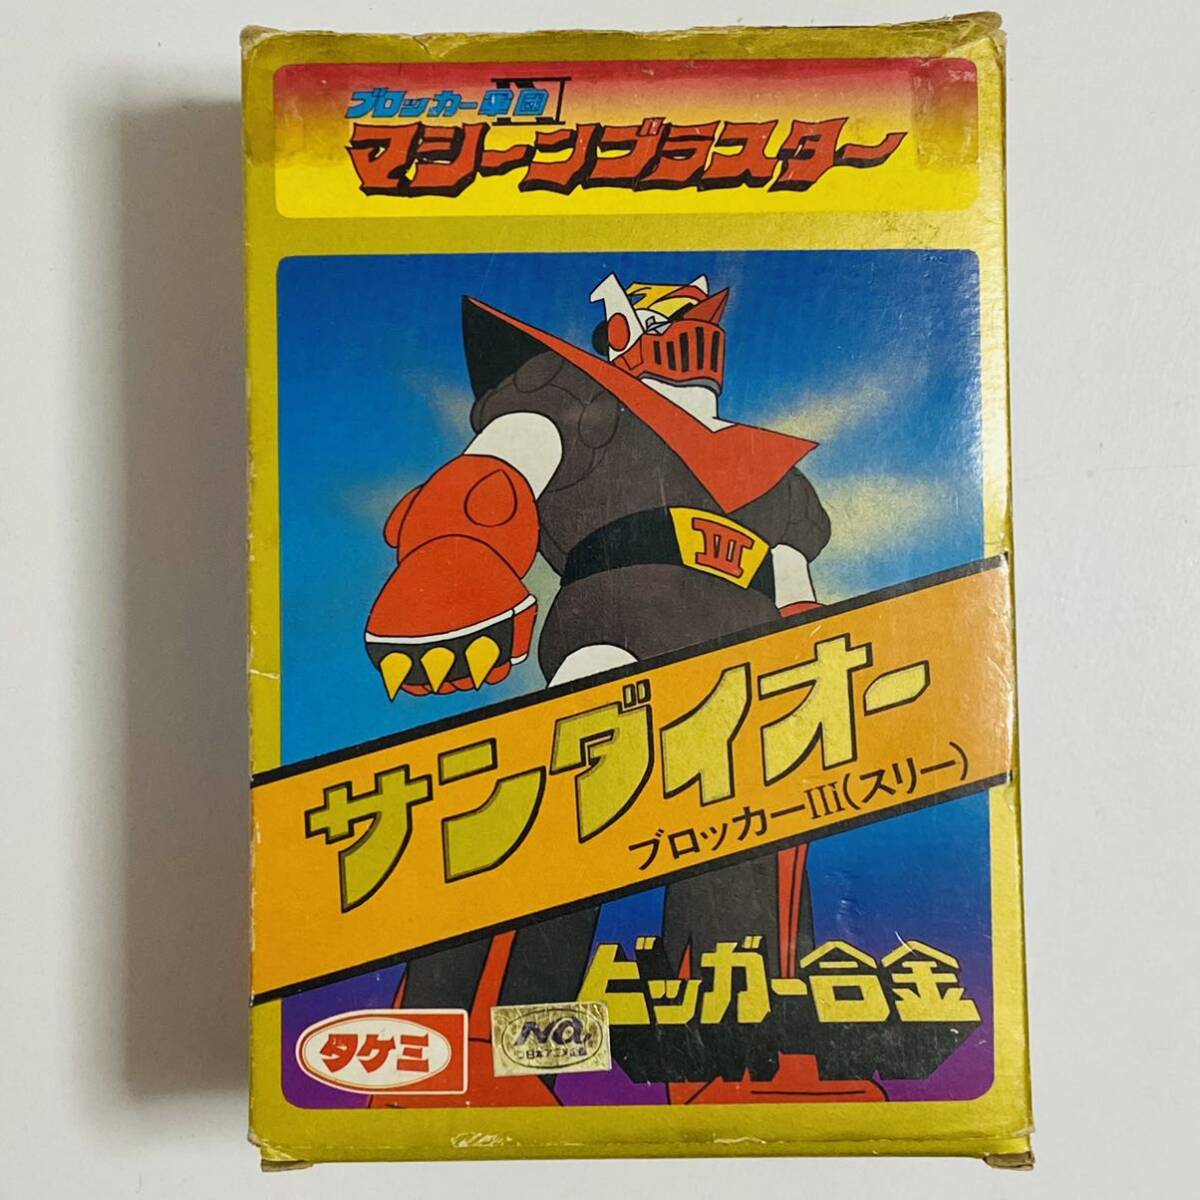 ブロッカー軍団
IV
マシーンブラスター
III
サンダイオー
ブロッカーIII(スリー)
ビッガー合金
タケミ
NA
日本アニメ企画